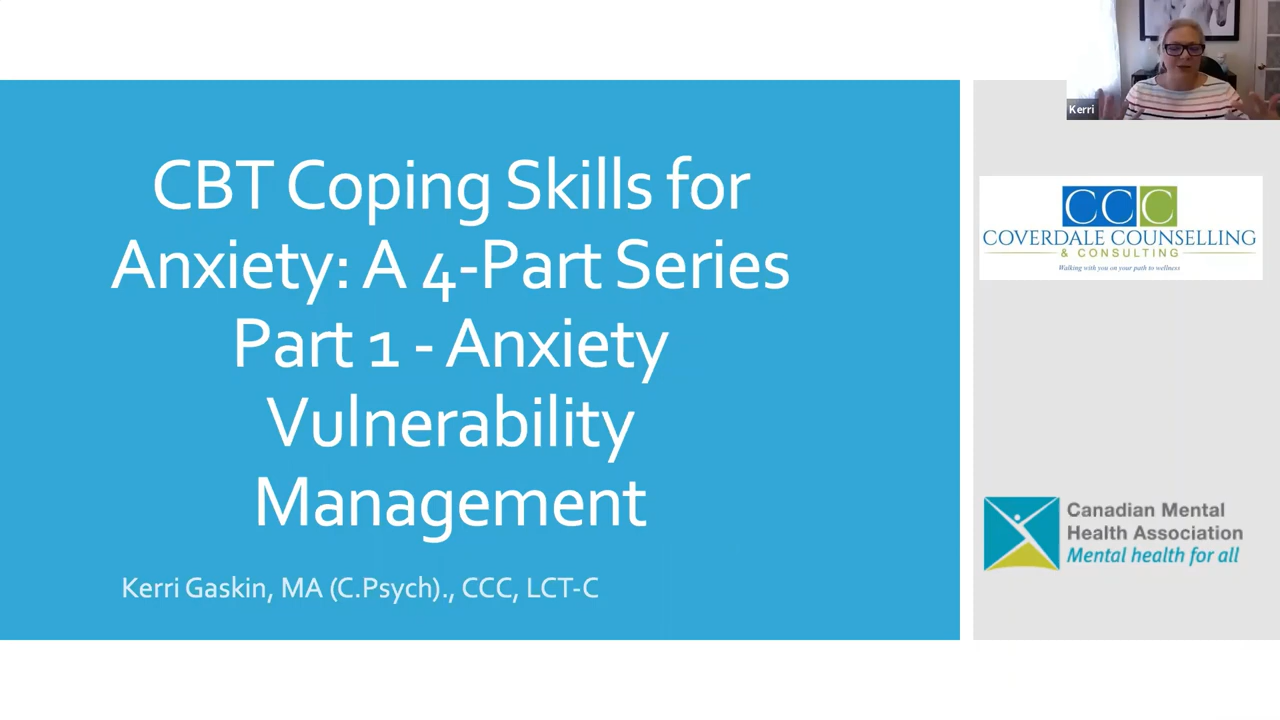 CBT Coping Skills for
Anxiety: A 4-Part Series
Part 1 - Anxiety
Vulnerability
Management
Kerri Gaskin, MA (C.Psych)., CCC, LCT-C
Kerri
CCC
COVERDALE COUNSELLING
& CONSULTING
Walking with you on your path to wellness
Canadian Mental
Health Association
Mental health for all